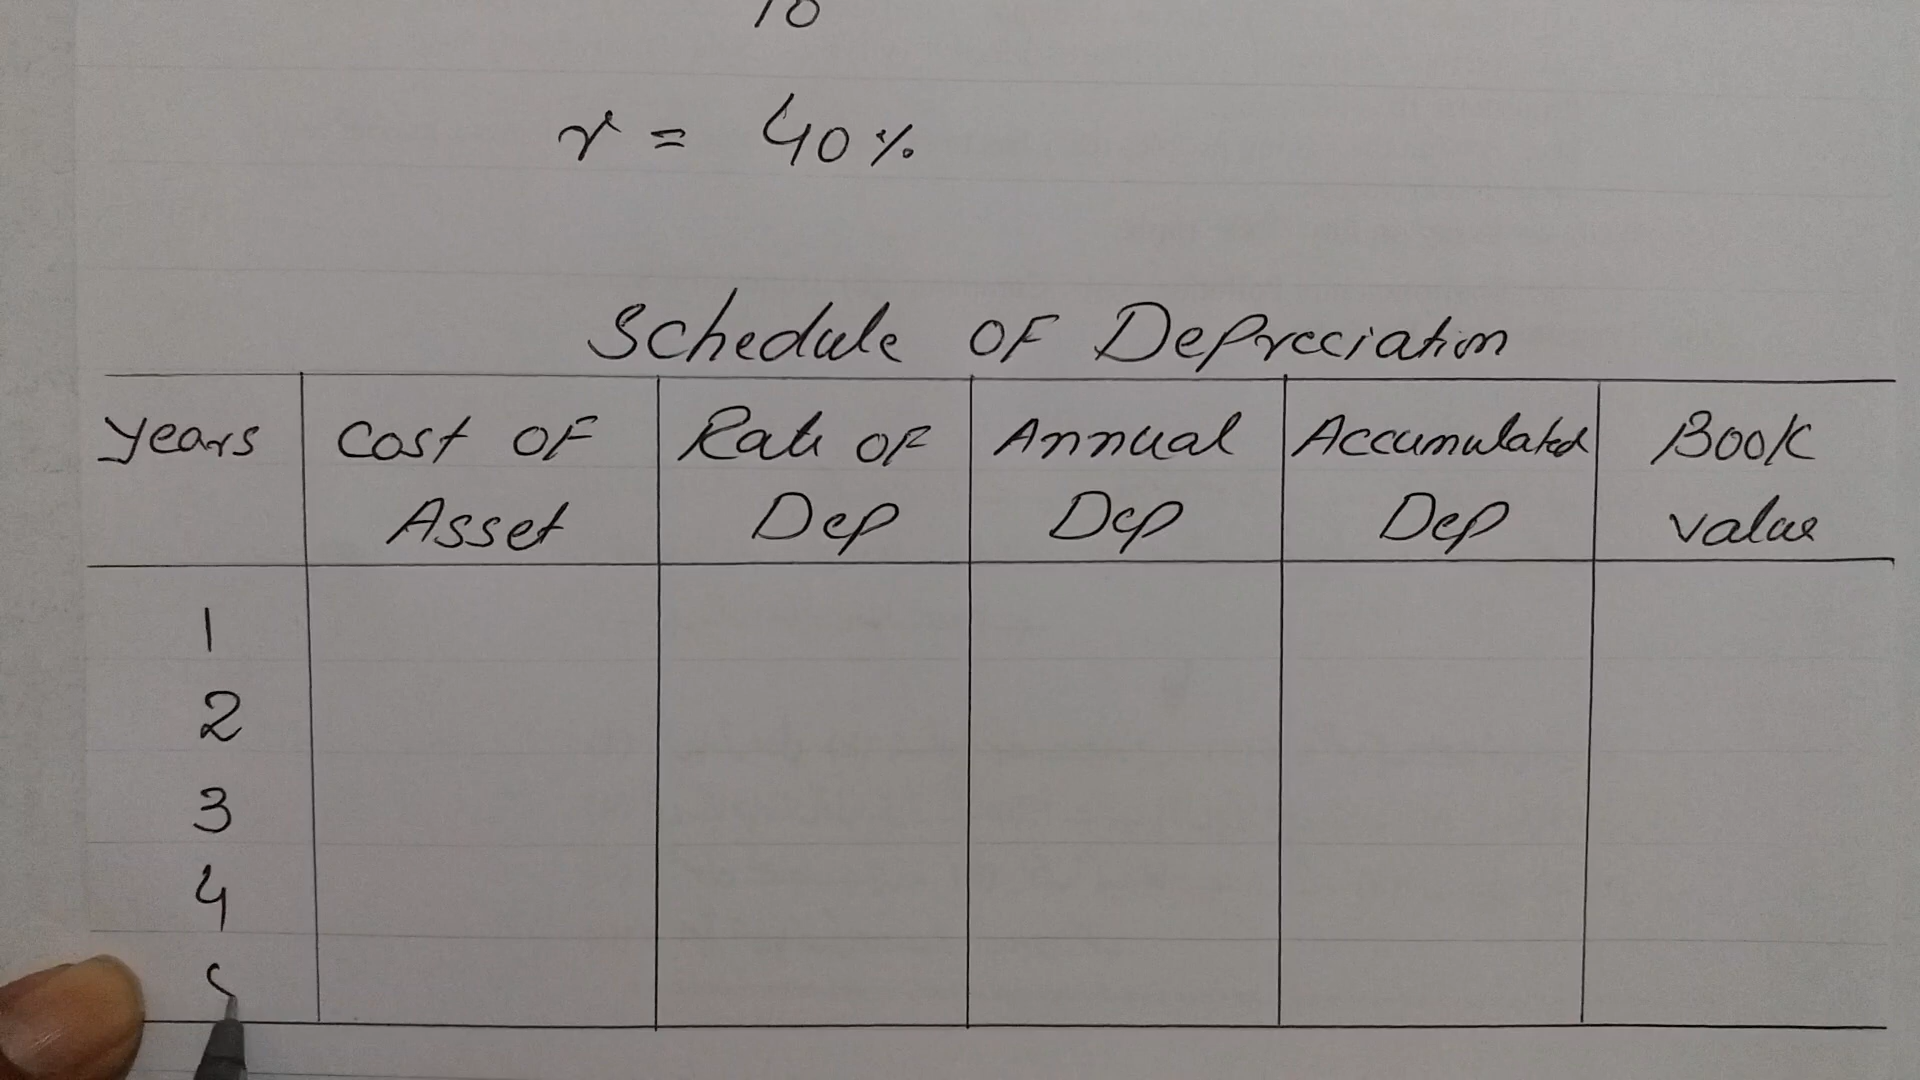 10
r = 40%
Schedule OF Depreciation
years Cost OF Asset Rate OF Dep Annual Dep Accumulated Dep Book value
1
2
3
4